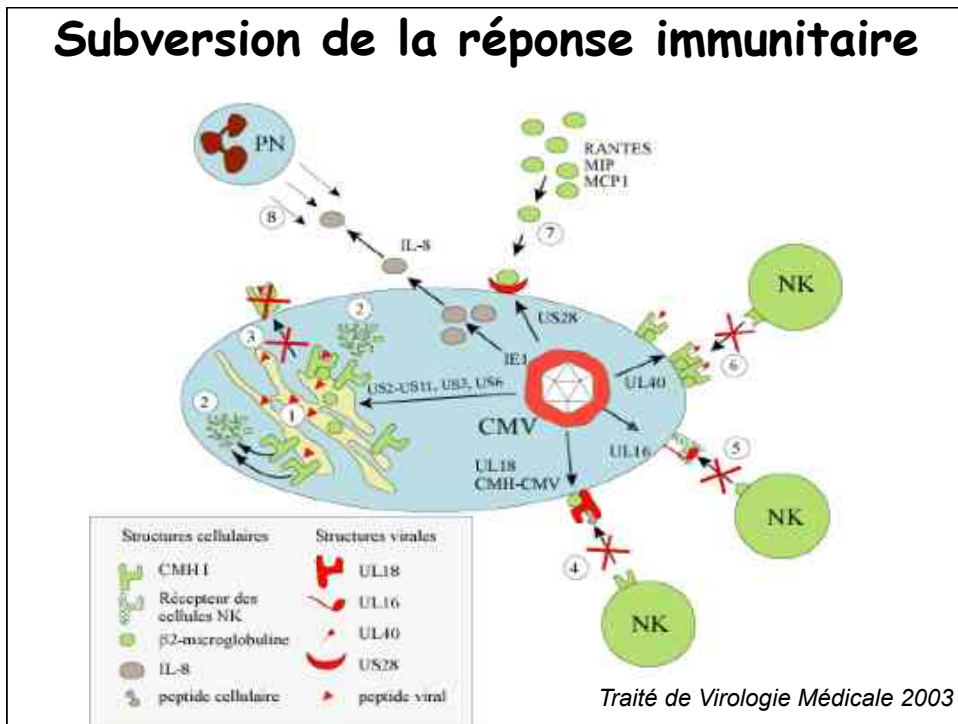 Subversion de la réponse immunitaire
PN
RANTES
MIP
MCP1
8
7
IL-8
NK
2
3
US28
6
IE1
UL40
US2-US11, US3, US6
2
1
CMV
5
UL16
UL18
CMH-CMV
NK
4
NK
Structures cellulaires
CMH I
Récepteur des
cellules NK
β2-microglobuline
IL-8
peptide cellulaire
Structures virales
UL18
UL16
UL40
US28
peptide viral
Traité de Virologie Médicale 2003